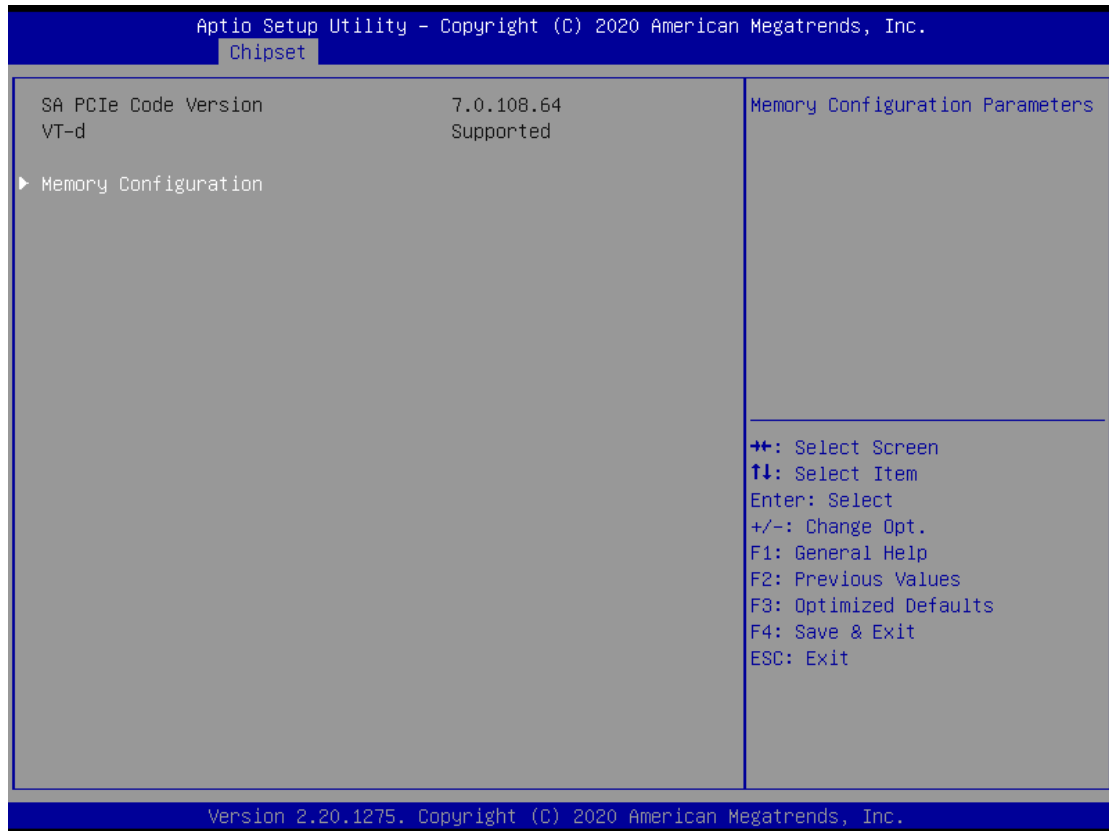 Aptio Setup Utility – Copyright (C) 2020 American Megatrends, Inc.
Chipset
SA PCIe Code Version 7.0.108.64
VT-d Supported
▶ Memory Configuration
Memory Configuration Parameters
→←: Select Screen
↑↓: Select Item
Enter: Select
+/-: Change Opt.
F1: General Help
F2: Previous Values
F3: Optimized Defaults
F4: Save & Exit
ESC: Exit
Version 2.20.1275. Copyright (C) 2020 American Megatrends, Inc.